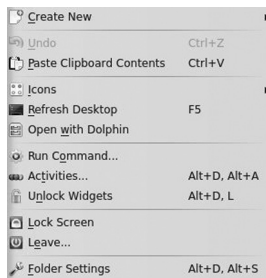 Create New
Undo Ctrl+Z
Paste Clipboard Contents Ctrl+V
Icons
Refresh Desktop F5
Open with Dolphin
Run Command...
Activities... Alt+D, Alt+A
Unlock Widgets Alt+D, L
Lock Screen
Leave...
Folder Settings Alt+D, Alt+S